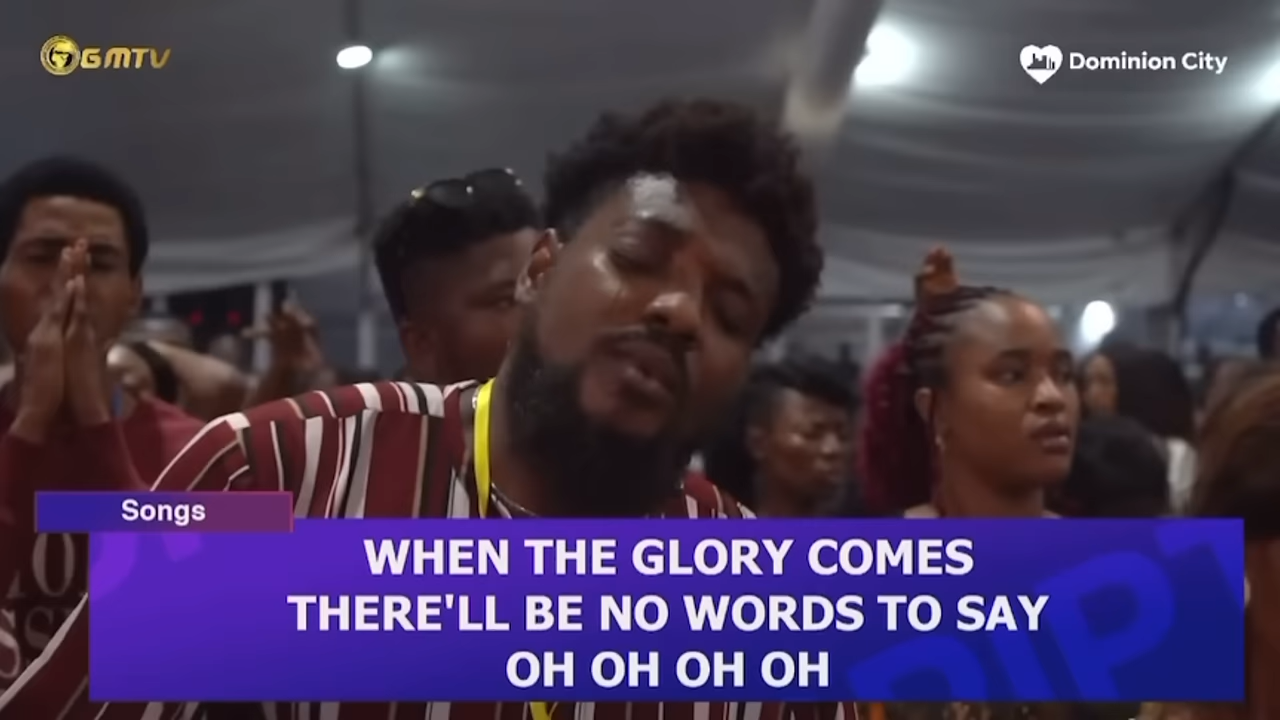 GMTV
Dominion City
Songs
WHEN THE GLORY COMES
THERE'LL BE NO WORDS TO SAY
OH OH OH OH